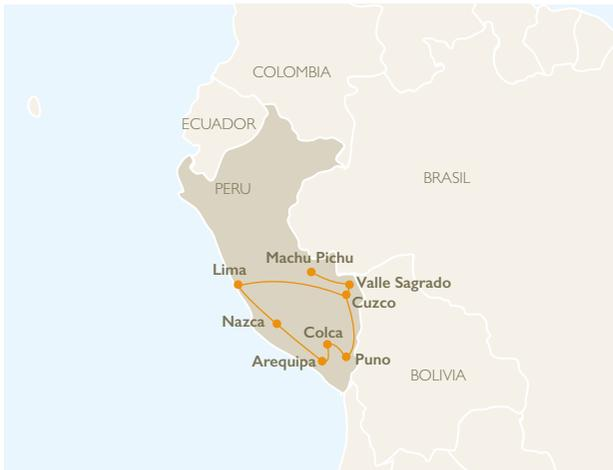 COLOMBIA
ECUADOR
BRASIL
PERU
Machu Pichu
Lima
Valle Sagrado
Cuzco
Nazca
Colca
Arequipa
Puno
BOLIVIA